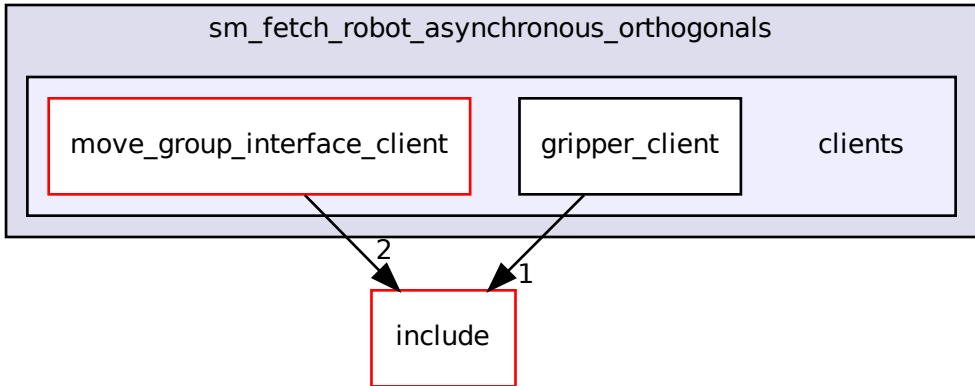 sm_fetch_robot_asynchronous_orthogonals
move_group_interface_client
gripper_client
clients
2
1
include